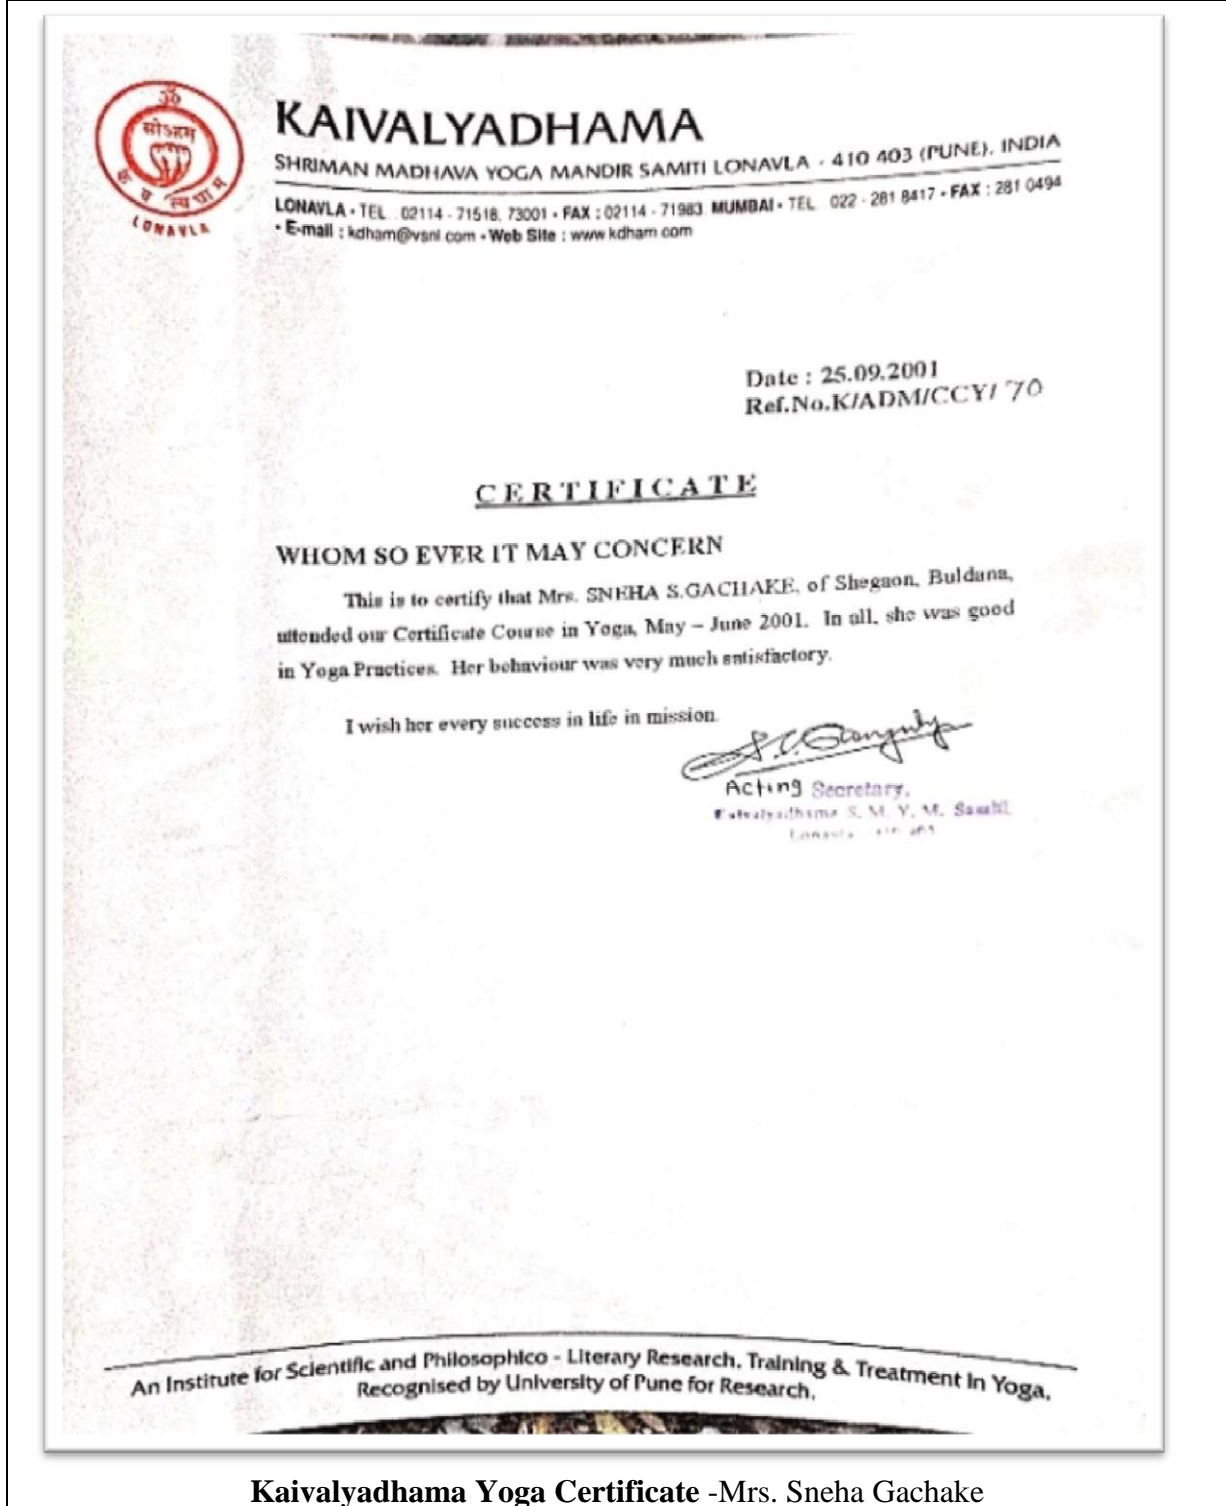 ॐ
सोऽहम्
कैवल्यधाम
LONAVLA
KAIVALYADHAMA
SHRIMAN MADHAVA YOGA MANDIR SAMITI LONAVLA - 410 403 (PUNE). INDIA
LONAVLA • TEL : 02114 - 71518, 73001 • FAX : 02114 - 71983 MUMBAI • TEL 022 - 281 8417 • FAX : 281 0494
• E-mail : kdham@vsnl.com • Web Site : www.kdham.com
Date : 25.09.2001
Ref.No.K/ADM/CCY/ 70
CERTIFICATE
WHOM SO EVER IT MAY CONCERN
This is to certify that Mrs. SNEHA S.GACHAKE, of Shegaon, Buldana,
attended our Certificate Course in Yoga, May – June 2001. In all, she was good
in Yoga Practices. Her behaviour was very much satisfactory.
I wish her every success in life in mission.
Acting Secretary,
Kaivalyadhama S. M. Y. M. Samiti,
Lonavla
An Institute for Scientific and Philosophico - Literary Research, Training & Treatment in Yoga,
Recognised by University of Pune for Research,
Kaivalyadhama Yoga Certificate -Mrs. Sneha Gachake